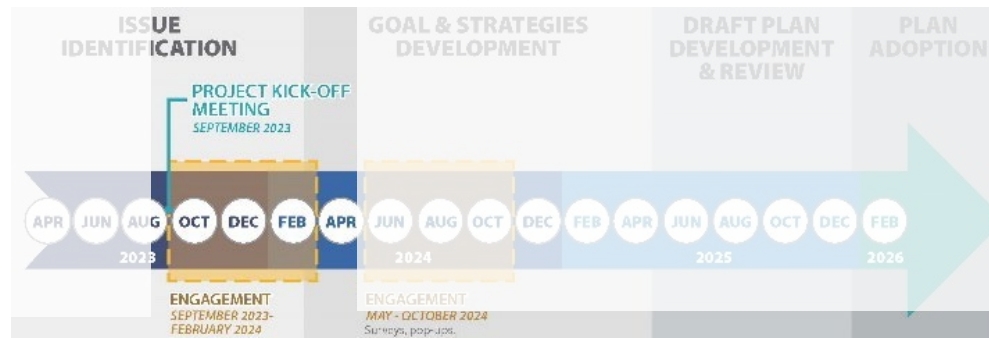 ISSUE
IDENTIFICATION
GOAL & STRATEGIES
DEVELOPMENT
DRAFT PLAN
DEVELOPMENT
& REVIEW
PLAN
ADOPTION
PROJECT KICK-OFF
MEETING
SEPTEMBER 2023
APR JUN AUG OCT DEC FEB APR JUN AUG OCT DEC FEB APR JUN AUG OCT DEC FEB
2023 2024 2025 2026
ENGAGEMENT
SEPTEMBER 2023-
FEBRUARY 2024
ENGAGEMENT
MAY - OCTOBER 2024
Surveys, pop-ups.